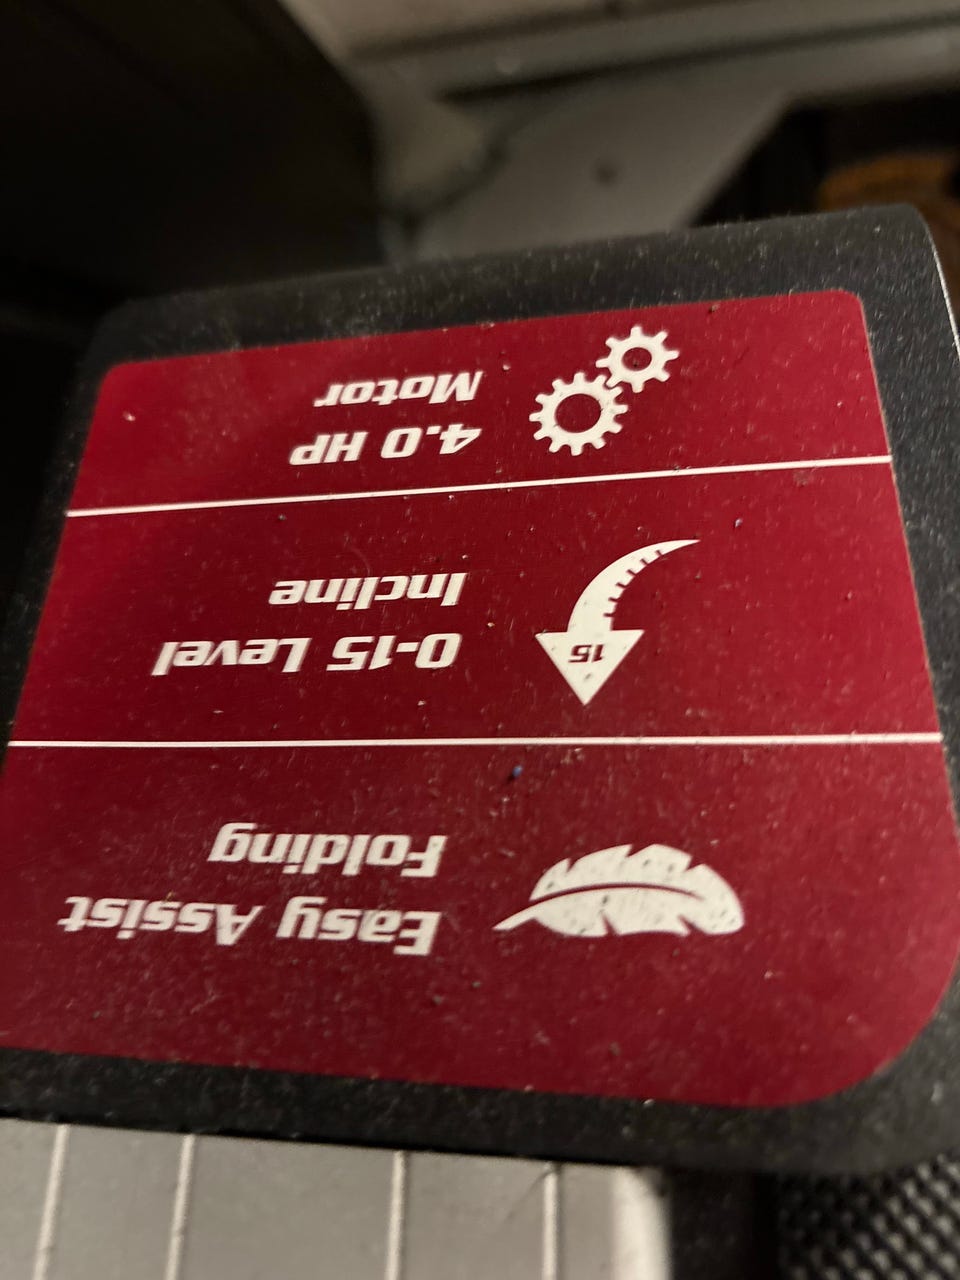 Easy Assist
Folding
15
0-15 Level
Incline
4.0 HP
Motor